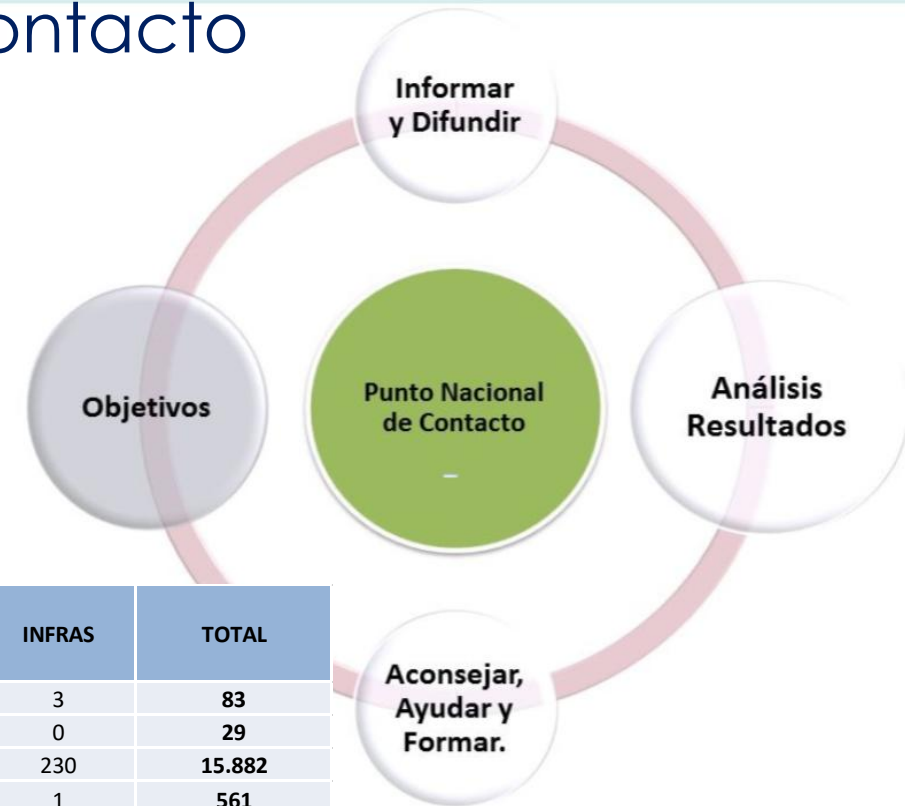 ontacto
Informar
y Difundir
Objetivos
Punto Nacional
de Contacto
–
Análisis
Resultados
Aconsejar,
Ayudar y
Formar.
INFRAS TOTAL
3 83
0 29
230 15.882
1 561